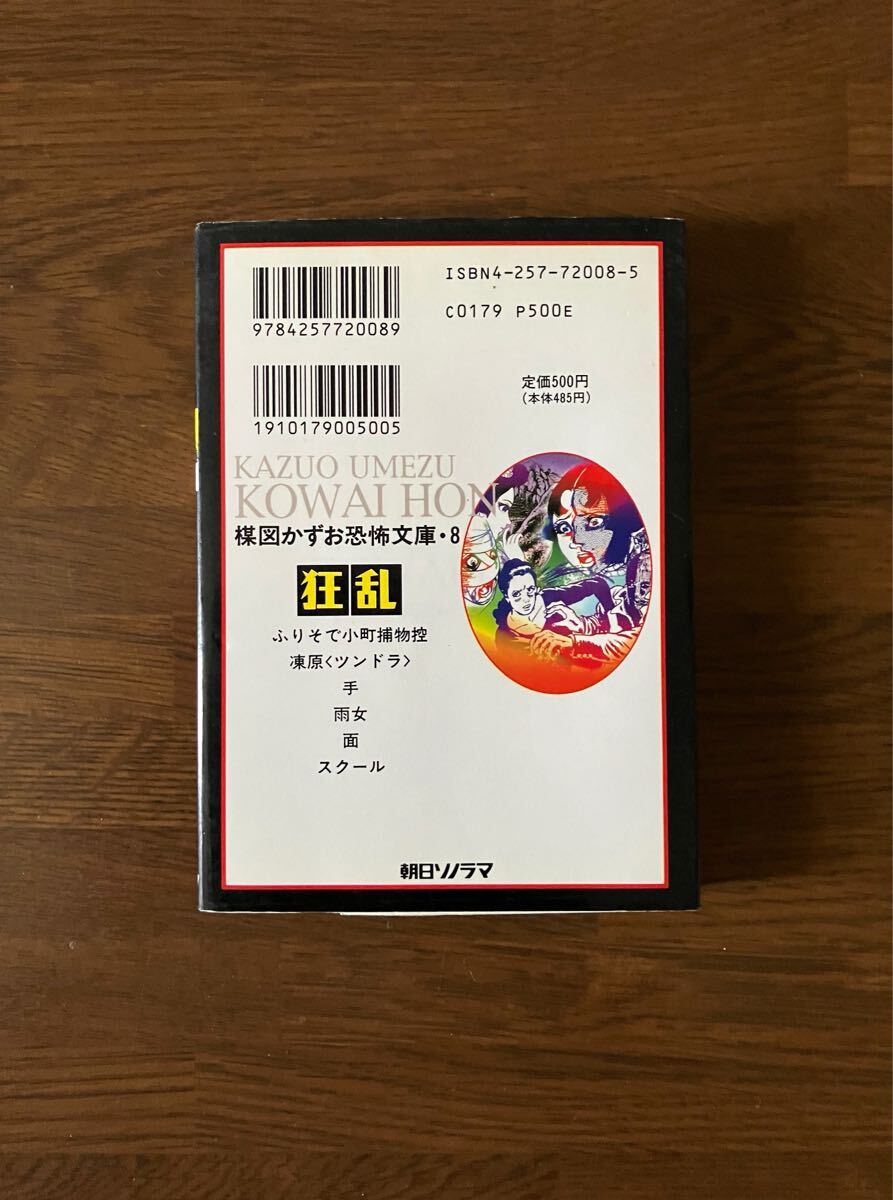 ISBN4-257-72008-5
9784257720089
C0179 P500E
定価500円
(本体485円)
1910179005005
KAZUO UMEZU
KOWAI HON
楳図かずお恐怖文庫・8
狂乱
ふりそで小町捕物控
凍原〈ツンドラ〉
手
雨女
面
スクール
朝日ソノラマ